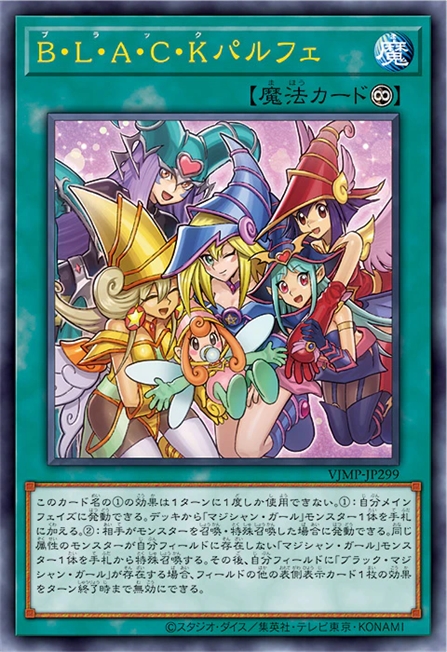 ブラック
B・L・A・C・Kパルフェ
魔
まほう
【魔法カード】
VJMP-JP299
このカード名の①の効果は1ターンに1度しか使用できない。①:自分メイン
フェイズに発動できる。デッキから「マジシャン・ガール」モンスター1体を手札
に加える。②:相手がモンスターを召喚・特殊召喚した場合に発動できる。同じ
属性のモンスターが自分フィールドに存在しない「マジシャン・ガール」モンス
ター1体を手札から特殊召喚する。その後、自分フィールドに「ブラック・マジ
シャン・ガール」が存在する場合、フィールドの他の表側表示カード1枚の効果
をターン終了時まで無効にできる。
©スタジオ・ダイス/集英社・テレビ東京・KONAMI